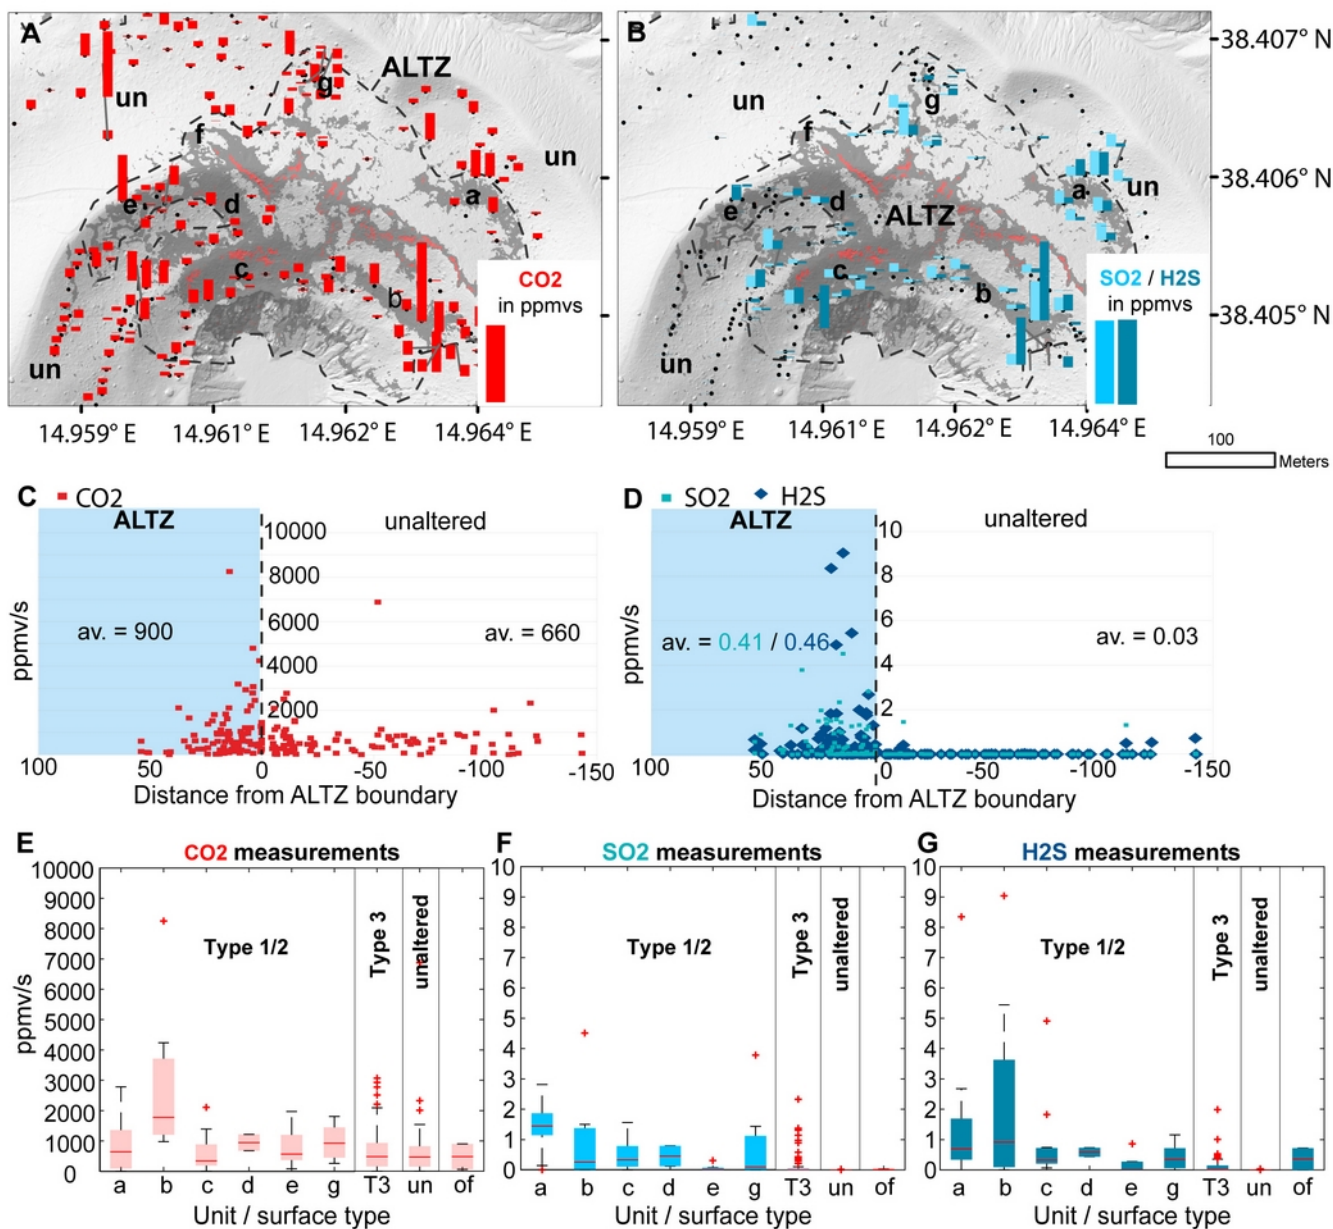 A
ALTZ
g
un
f
un
a
e
d
c
b
un
CO2
in ppmvs
14.959° E 14.961° E 14.962° E 14.964° E
B
38.407° N
un
g
f
38.406° N
a
un
e
d
ALTZ
c
b
SO2 / H2S
in ppmvs
38.405° N
un
14.959° E 14.961° E 14.962° E 14.964° E
100
Meters
C CO2
ALTZ unaltered
10000
8000
6000
4000
2000
av. = 900 av. = 660
ppmv/s
100 50 0 -50 -100 -150
Distance from ALTZ boundary
D SO2 H2S
ALTZ unaltered
10
8
6
4
2
av. = 0.41 / 0.46 av. = 0.03
ppmv/s
100 50 0 -50 -100 -150
Distance from ALTZ boundary
E CO2 measurements
10000
9000
8000
7000
6000
5000
4000
3000
2000
1000
0
ppmv/s
Type 1/2
Type 3
unaltered
a b c d e g T3 un of
Unit / surface type
F SO2 measurements
10
9
8
7
6
5
4
3
2
1
0
Type 1/2
Type 3
unaltered
a b c d e g T3 un of
Unit / surface type
G H2S measurements
10
9
8
7
6
5
4
3
2
1
0
Type 1/2
Type 3
unaltered
a b c d e g T3 un of
Unit / surface type